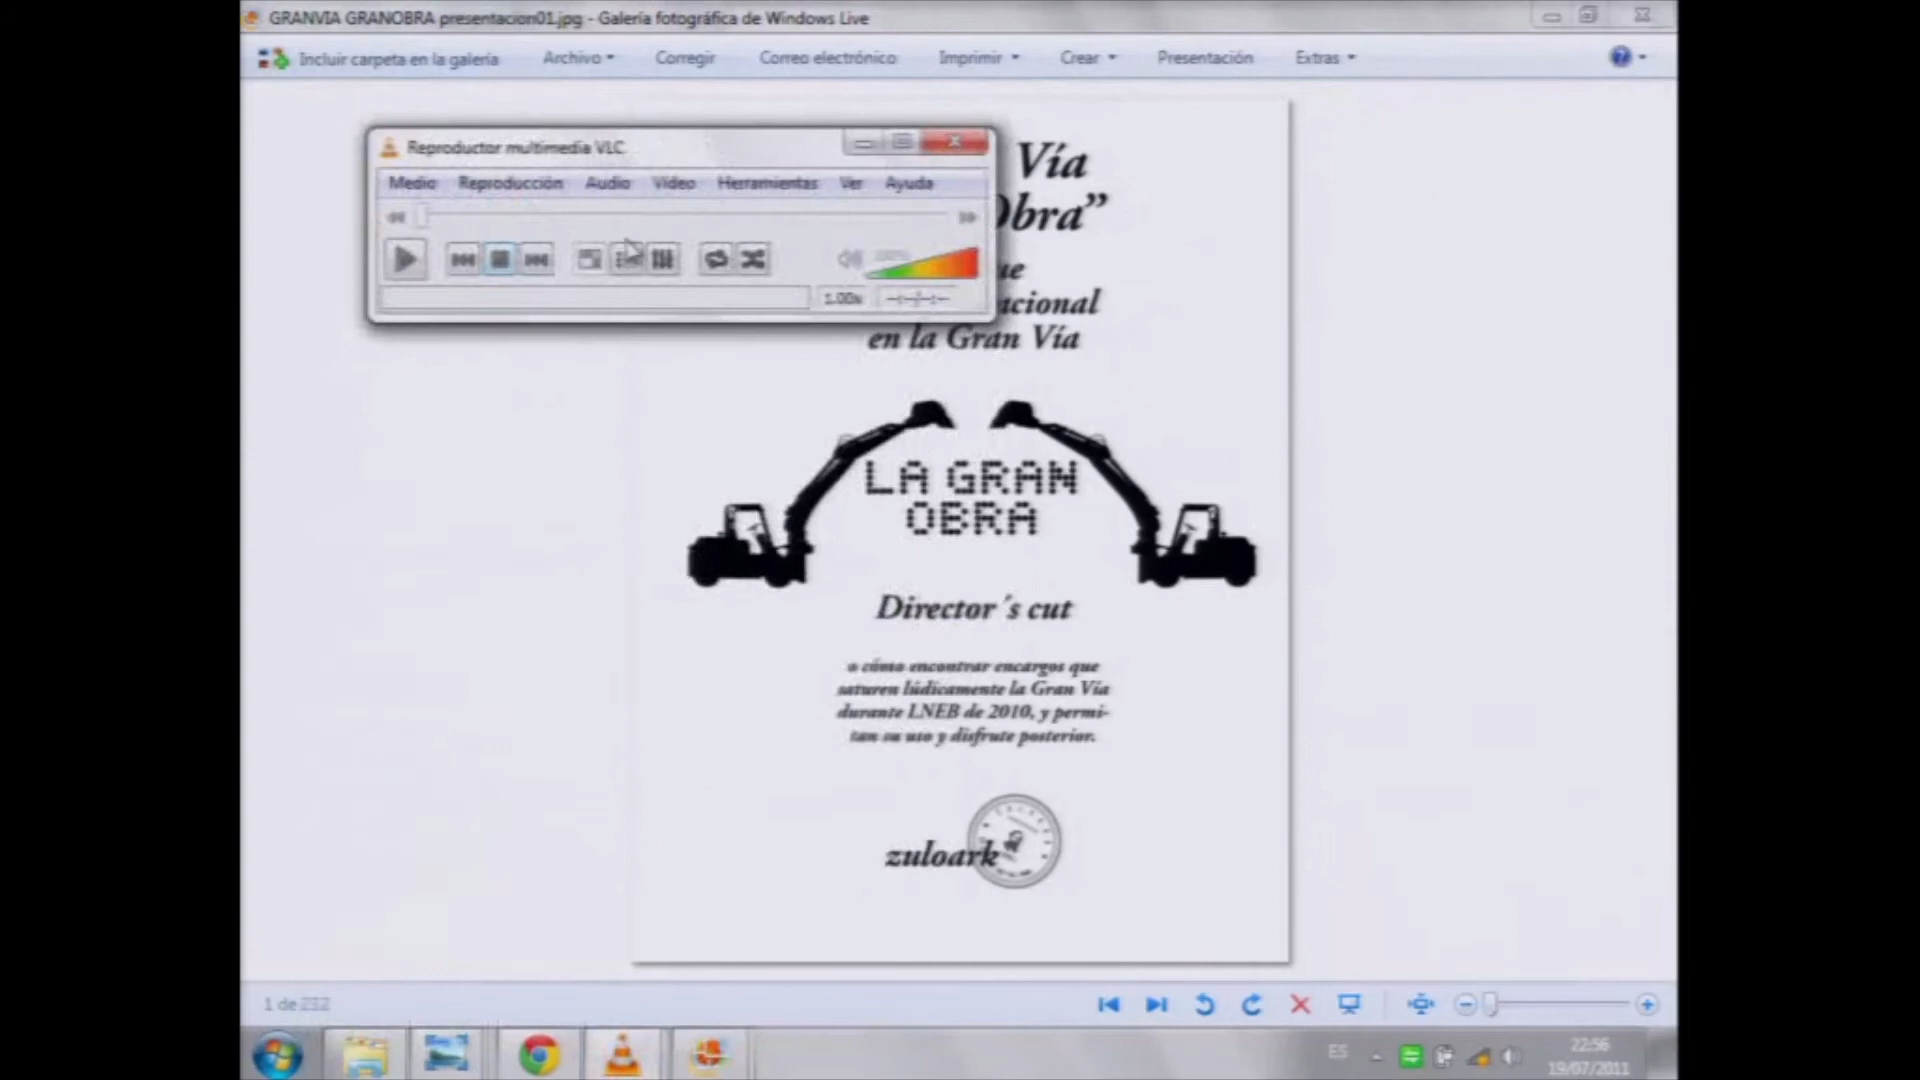 GRANVIA GRANOBRA presentacion01.jpg - Galería fotográfica de Windows Live
Incluir carpeta en la galería Archivo Corregir Correo electrónico Imprimir Crear Presentación Extras
Reproductor multimedia VLC
Medio Reproducción Audio Vídeo Herramientas Ver Ayuda
1.00x --:--/--:--
Vía
Obra”
ue
acional
en la Gran Vía
LA GRAN
OBRA
Director´s cut
o cómo encontrar encargos que
saturen lúdicamente la Gran Vía
durante LNEB de 2010, y permi-
tan su uso y disfrute posterior.
zuloark
1 de 232
ES
22:56
19/07/2011